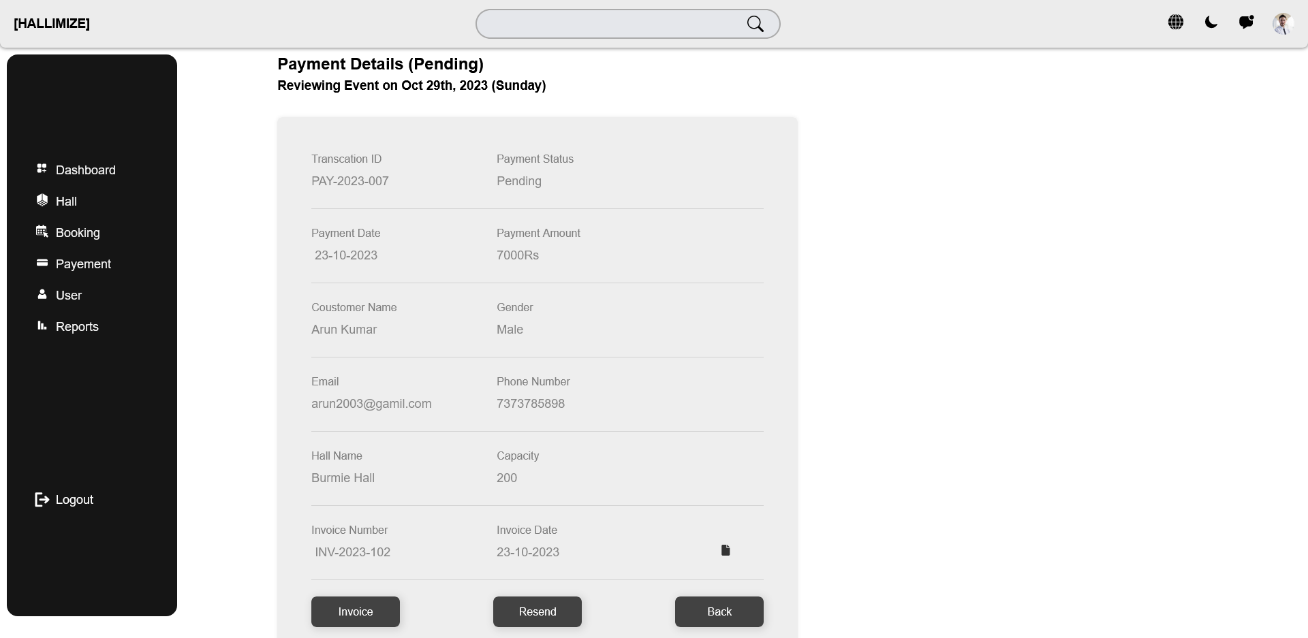 [HALLIMIZE]
Payment Details (Pending)
Reviewing Event on Oct 29th, 2023 (Sunday)
Dashboard
Hall
Booking
Payement
User
Reports
Logout
Transcation ID Payment Status
PAY-2023-007 Pending
Payment Date Payment Amount
23-10-2023 7000Rs
Coustomer Name Gender
Arun Kumar Male
Email Phone Number
arun2003@gamil.com 7373785898
Hall Name Capacity
Burmie Hall 200
Invoice Number Invoice Date
INV-2023-102 23-10-2023
Invoice Resend Back